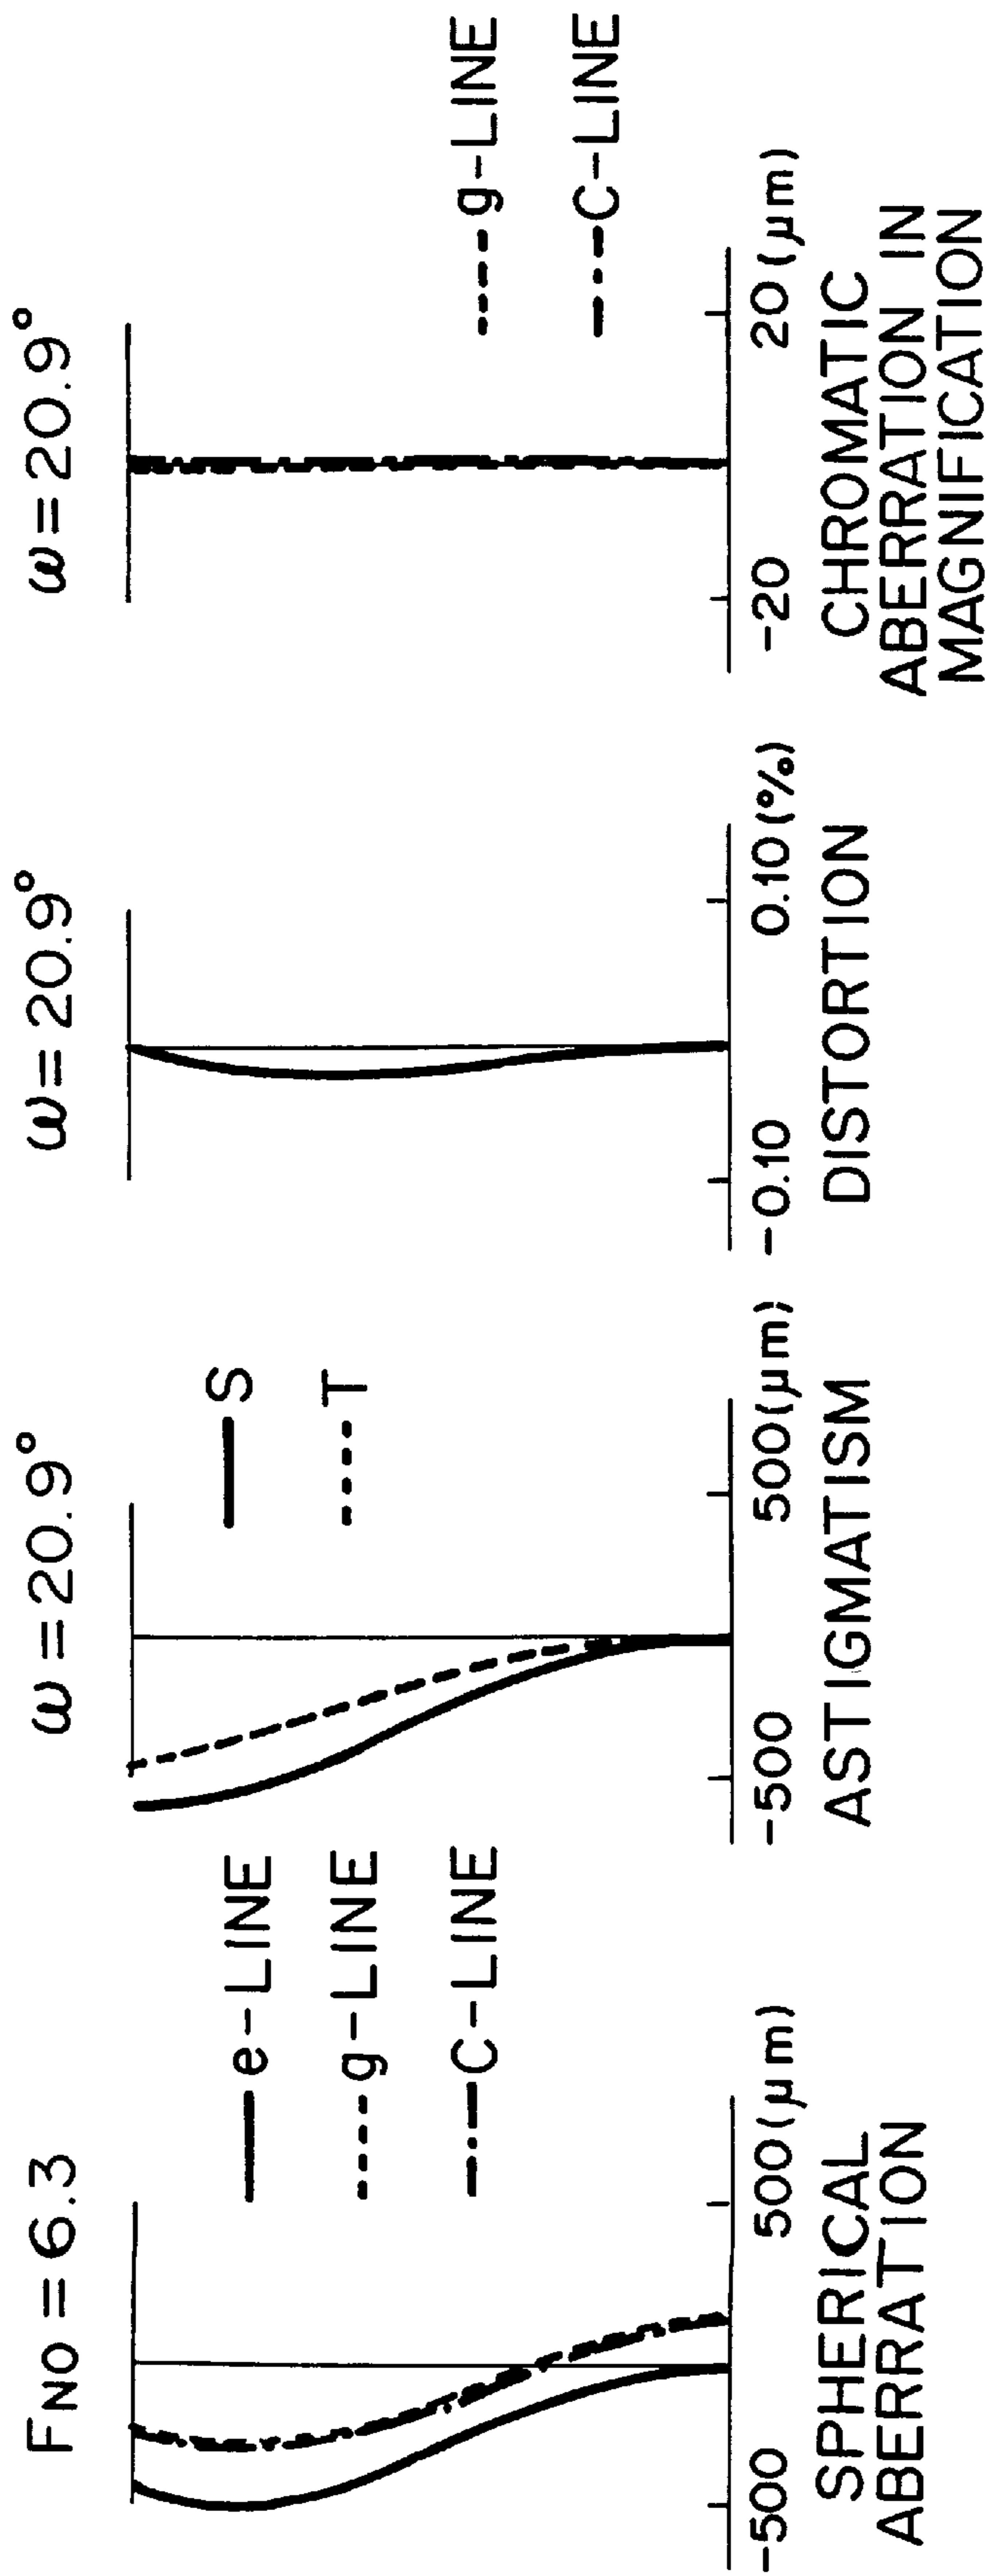 FNO = 6.3
e-LINE
g-LINE
C-LINE
-500
500 (μm)
SPHERICAL
ABERRATION
ω = 20.9°
S
T
-500
500 (μm)
ASTIGMATISM
ω = 20.9°
-0.10
0.10 (%)
DISTORTION
ω = 20.9°
g-LINE
C-LINE
-20
20 (μm)
CHROMATIC
ABERRATION IN
MAGNIFICATION